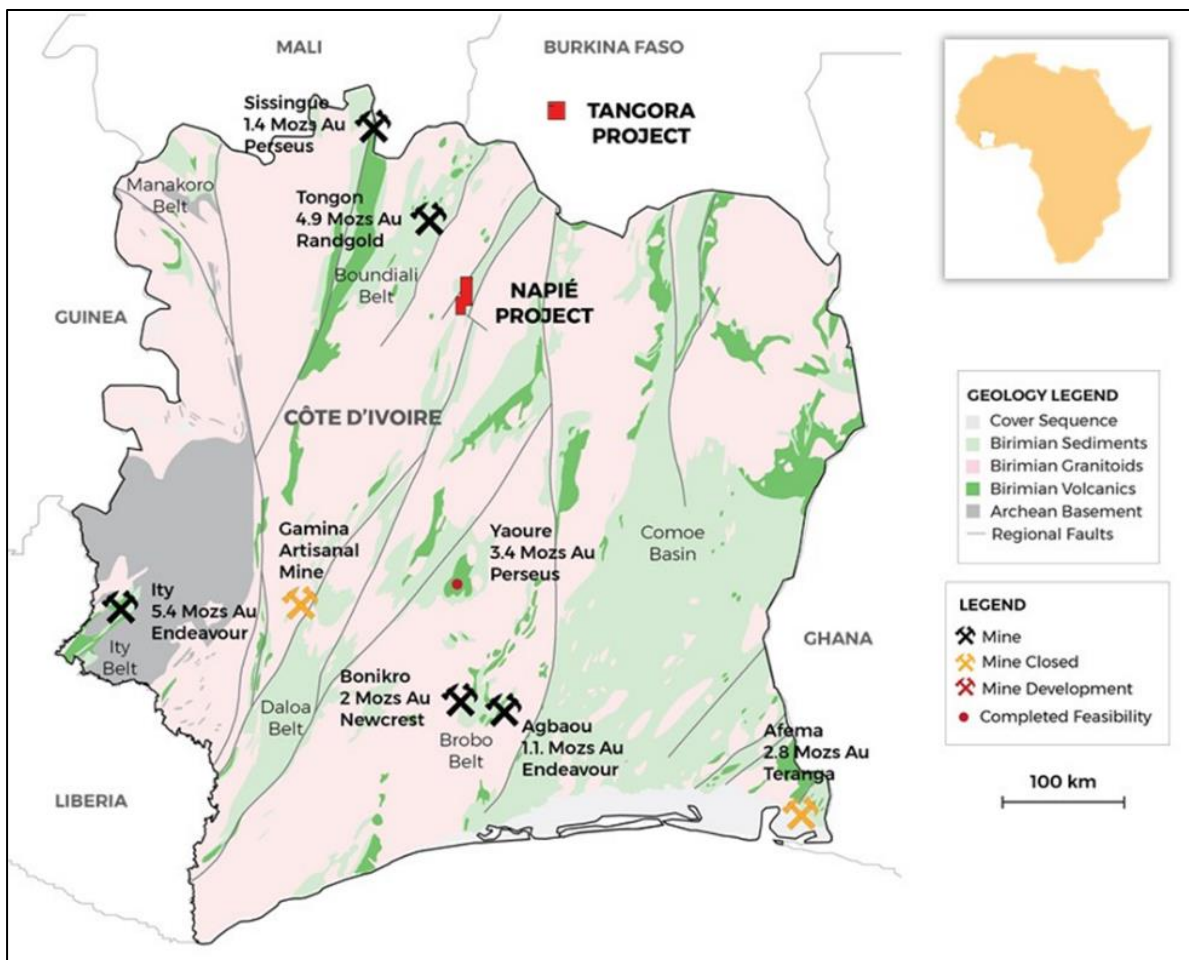 MALI
BURKINA FASO
Sissingue
1.4 Mozs Au
Perseus
TANGORA
PROJECT
Manakoro
Belt
Tongon
4.9 Mozs Au
Randgold
Boundiali
Belt
NAPIÉ
PROJECT
GUINEA
CÔTE D'IVOIRE
Gamina
Artisanal
Mine
Yaoure
3.4 Mozs Au
Perseus
Comoe
Basin
Ity
5.4 Mozs Au
Endeavour
Ity
Belt
GHANA
Bonikro
2 Mozs Au
Newcrest
Daloa
Belt
Brobo
Belt
Agbaou
1.1. Mozs Au
Endeavour
Afema
2.8 Mozs Au
Teranga
LIBERIA
GEOLOGY LEGEND
Cover Sequence
Birimian Sediments
Birimian Granitoids
Birimian Volcanics
Archean Basement
Regional Faults
LEGEND
Mine
Mine Closed
Mine Development
Completed Feasibility
100 km